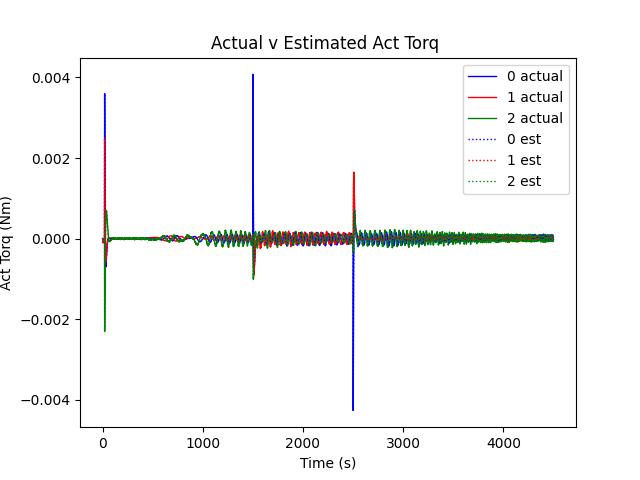 Actual v Estimated Act Torq
0.004
0.002
0.000
−0.002
−0.004
Act Torq (Nm)
0 actual
1 actual
2 actual
0 est
1 est
2 est
0 1000 2000 3000 4000
Time (s)